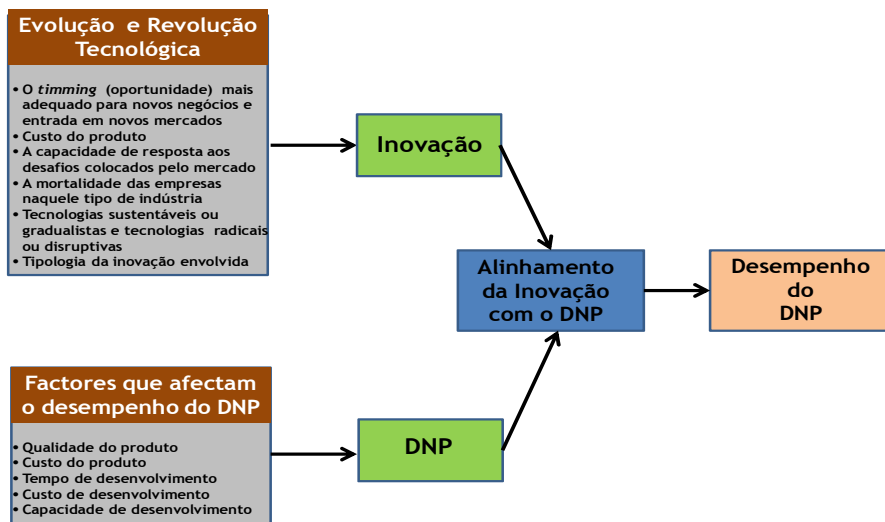 Evolução e Revolução
Tecnológica
• O timming (oportunidade) mais
adequado para novos negócios e
entrada em novos mercados
• Custo do produto
• A capacidade de resposta aos
desafios colocados pelo mercado
• A mortalidade das empresas
naquele tipo de indústria
• Tecnologias sustentáveis ou
gradualistas e tecnologias radicais
ou disruptivas
• Tipologia da inovação envolvida
Inovação
Alinhamento
da Inovação
com o DNP
Desempenho
do
DNP
Factores que afectam
o desempenho do DNP
• Qualidade do produto
• Custo do produto
• Tempo de desenvolvimento
• Custo de desenvolvimento
• Capacidade de desenvolvimento
DNP